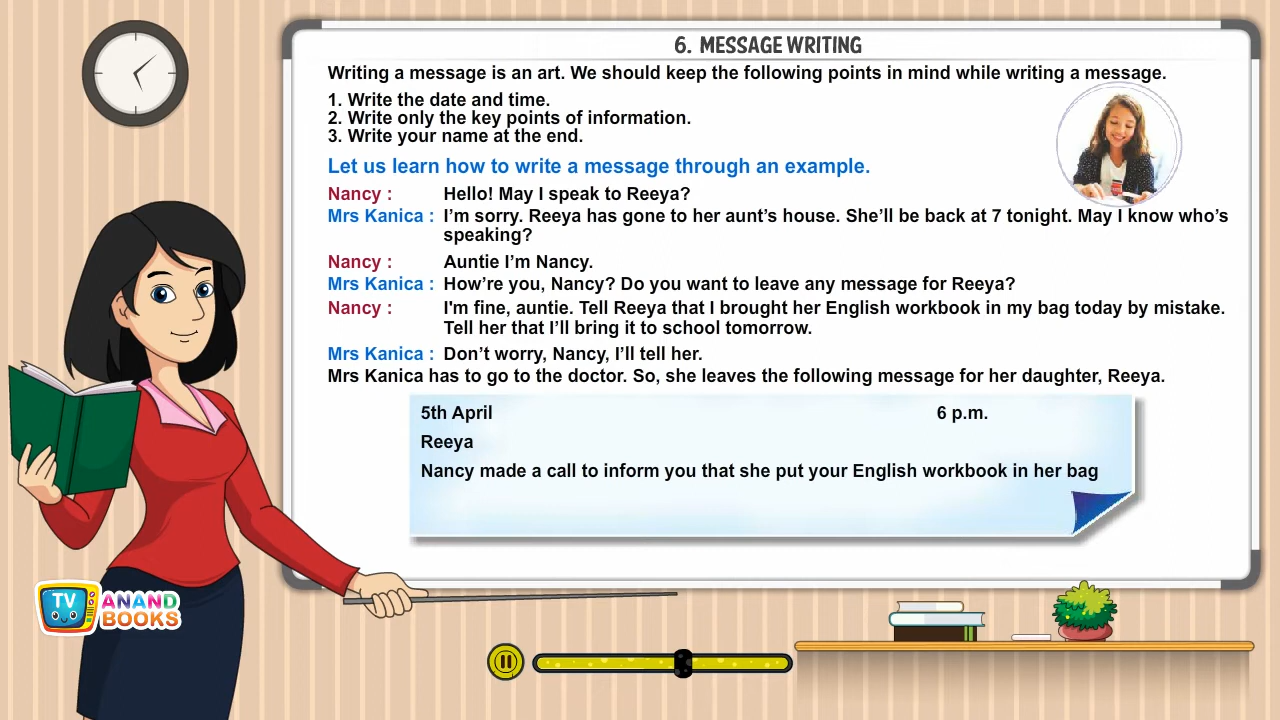 6. MESSAGE WRITING
Writing a message is an art. We should keep the following points in mind while writing a message.
1. Write the date and time.
2. Write only the key points of information.
3. Write your name at the end.
Let us learn how to write a message through an example.
Nancy : Hello! May I speak to Reeya?
Mrs Kanica : I'm sorry. Reeya has gone to her aunt's house. She'll be back at 7 tonight. May I know who's
speaking?
Nancy : Auntie I'm Nancy.
Mrs Kanica : How're you, Nancy? Do you want to leave any message for Reeya?
Nancy : I'm fine, auntie. Tell Reeya that I brought her English workbook in my bag today by mistake.
Tell her that I'll bring it to school tomorrow.
Mrs Kanica : Don't worry, Nancy, I'll tell her.
Mrs Kanica has to go to the doctor. So, she leaves the following message for her daughter, Reeya.
5th April 6 p.m.
Reeya
Nancy made a call to inform you that she put your English workbook in her bag
TV
ANAND
BOOKS